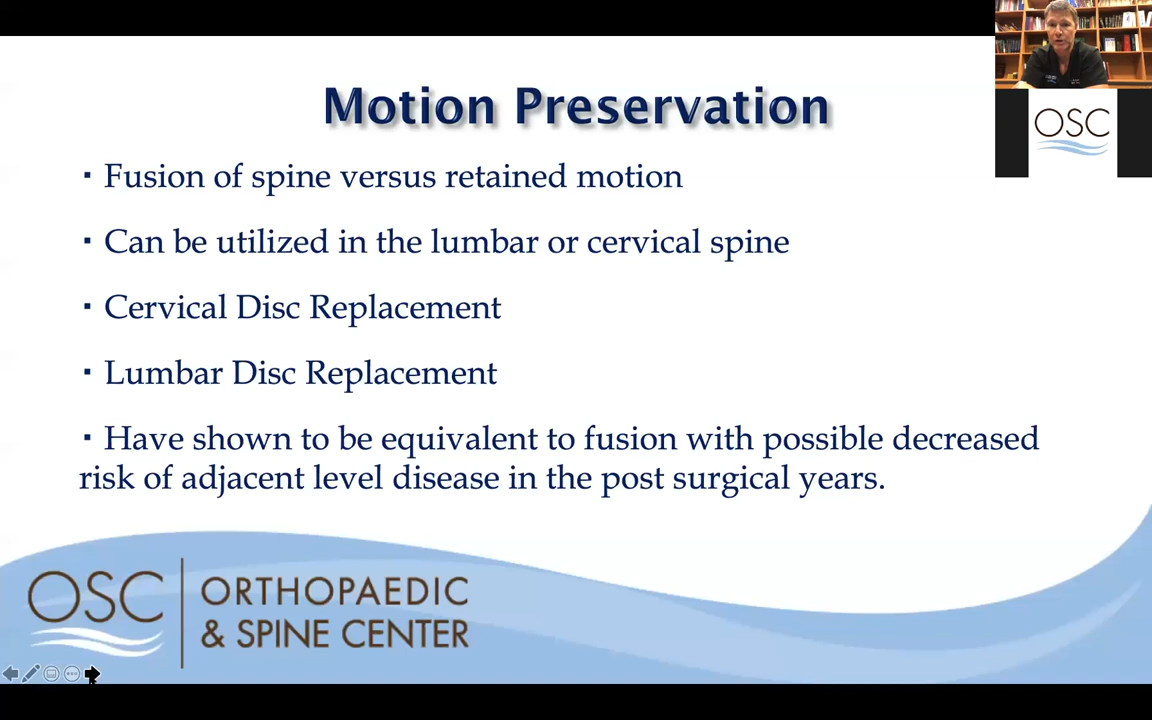 Motion Preservation
OSC
▪ Fusion of spine versus retained motion
▪ Can be utilized in the lumbar or cervical spine
▪ Cervical Disc Replacement
▪ Lumbar Disc Replacement
▪ Have shown to be equivalent to fusion with possible decreased
risk of adjacent level disease in the post surgical years.
OSC
ORTHOPAEDIC
& SPINE CENTER